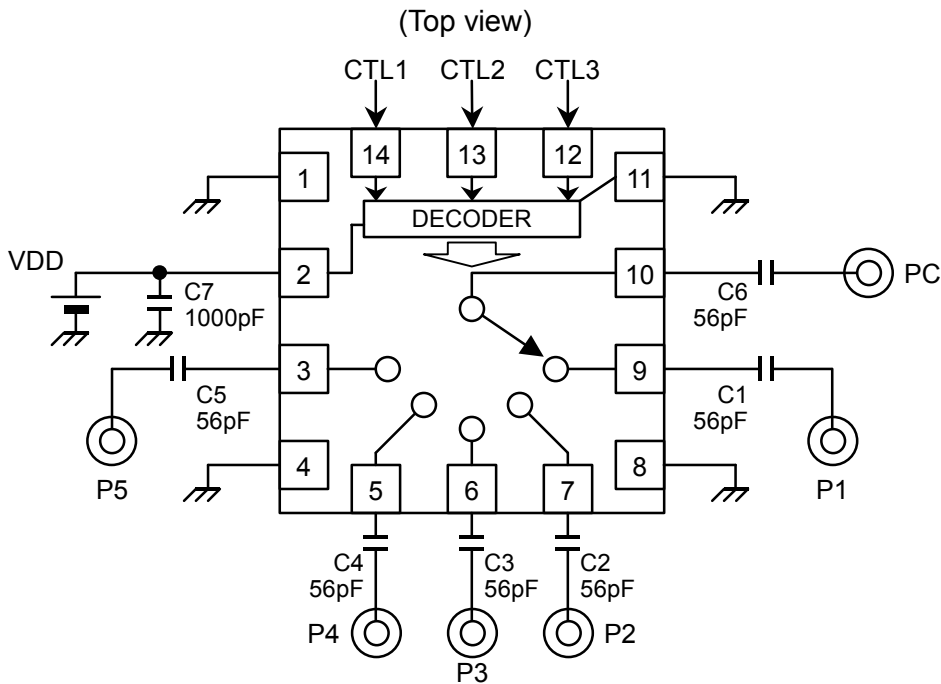 (Top view)
CTL1 CTL2 CTL3
14 13 12
1 11
DECODER
VDD
2 10
C7
1000pF
C6
56pF
PC
3 9
C5
56pF
C1
56pF
P5
P1
4 8
5 6 7
C4
56pF
C3
56pF
C2
56pF
P4
P3
P2